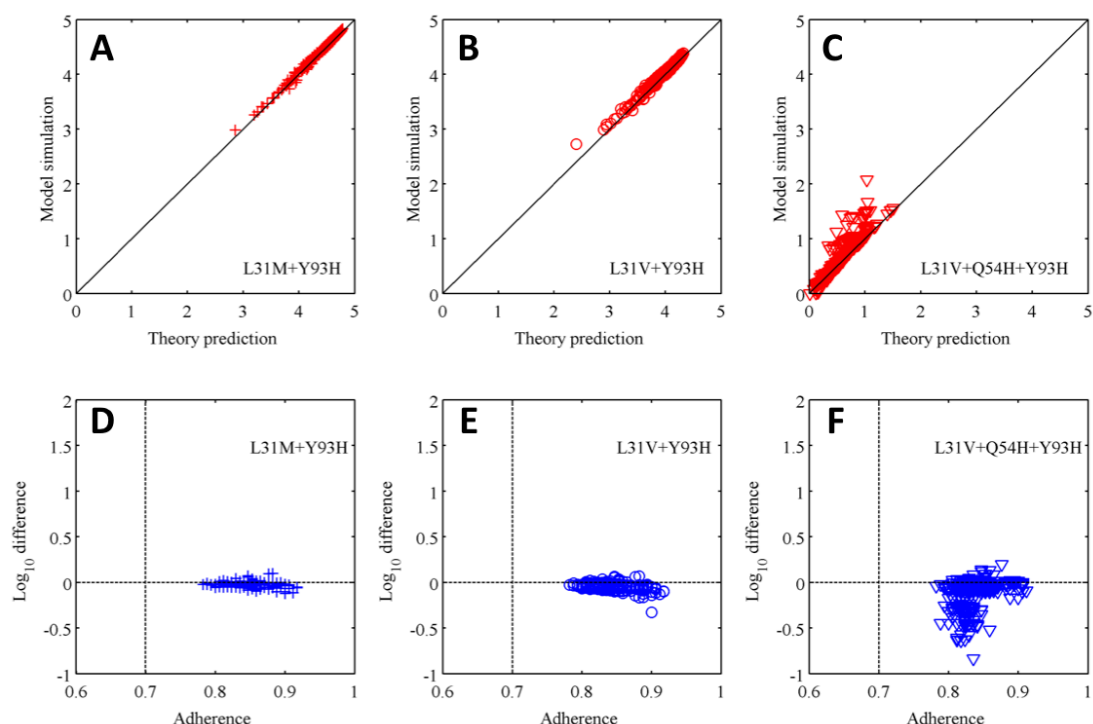 A
5
4
3
2
1
0
Model simulation
L31M+Y93H
0 1 2 3 4 5
Theory prediction
B
5
4
3
2
1
0
Model simulation
L31V+Y93H
0 1 2 3 4 5
Theory prediction
C
5
4
3
2
1
0
Model simulation
L31V+Q54H+Y93H
0 1 2 3 4 5
Theory prediction
D
2
1.5
1
0.5
0
-0.5
-1
Log10 difference
L31M+Y93H
0.6 0.7 0.8 0.9 1
Adherence
E
2
1.5
1
0.5
0
-0.5
-1
Log10 difference
L31V+Y93H
0.6 0.7 0.8 0.9 1
Adherence
F
2
1.5
1
0.5
0
-0.5
-1
Log10 difference
L31V+Q54H+Y93H
0.6 0.7 0.8 0.9 1
Adherence